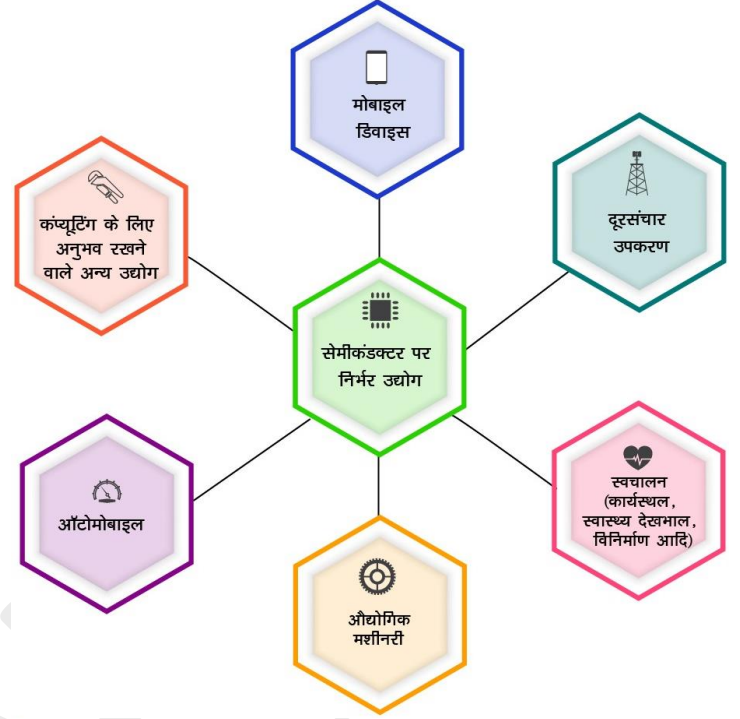 मोबाइल
डिवाइस
दूरसंचार
उपकरण
कंप्यूटिंग के लिए
अनुभव रखने
वाले अन्य उद्योग
सेमीकंडक्टर पर
निर्भर उद्योग
स्वचालन
(कार्यस्थल,
स्वास्थ्य देखभाल,
विनिर्माण आदि)
ऑटोमोबाइल
औद्योगिक
मशीनरी